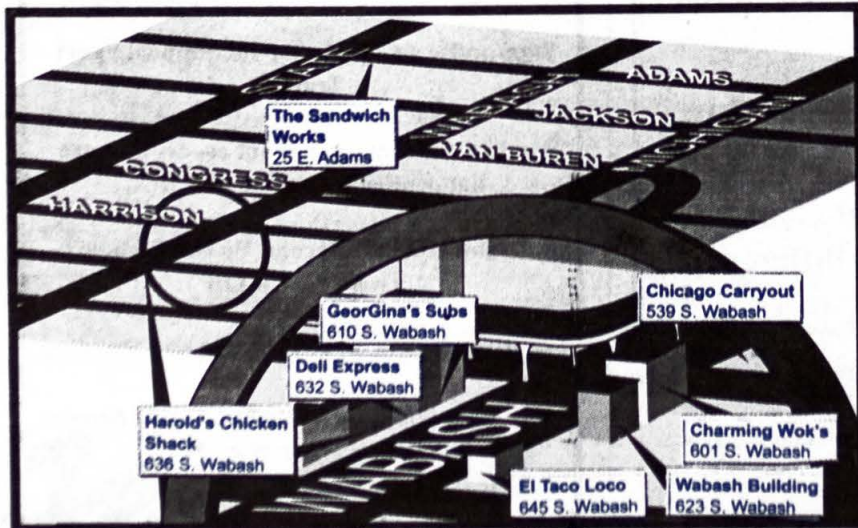 STATE
WABASH
ADAMS
JACKSON
MICHIGAN
The Sandwich
Works
25 E. Adams
VAN BUREN
CONGRESS
HARRISON
GeorGina's Subs
610 S. Wabash
Chicago Carryout
539 S. Wabash
Deli Express
632 S. Wabash
Harold's Chicken
Shack
636 S. Wabash
WABASH
Charming Wok's
601 S. Wabash
El Taco Loco
645 S. Wabash
Wabash Building
623 S. Wabash